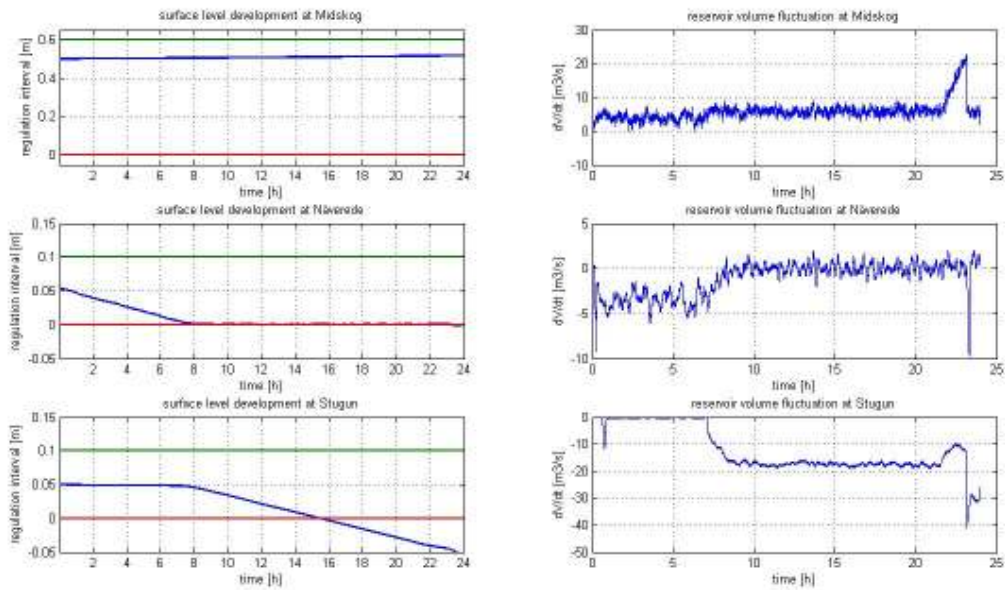 surface level development at Midskog
regulation interval [m]
0.6
0.4
0.2
0
2 4 6 8 10 12 14 16 18 20 22 24
time [h]
reservoir volume fluctuation at Midskog
dV/dt [m3/s]
30
20
10
0
-10
0 5 10 15 20 25
time [h]
surface level development at Näverede
regulation interval [m]
0.15
0.1
0.05
0
-0.05
2 4 6 8 10 12 14 16 18 20 22 24
time [h]
reservoir volume fluctuation at Näverede
dV/dt [m3/s]
5
0
-5
-10
0 5 10 15 20 25
time [h]
surface level development at Stugun
regulation interval [m]
0.15
0.1
0.05
0
-0.05
2 4 6 8 10 12 14 16 18 20 22 24
time [h]
reservoir volume fluctuation at Stugun
dV/dt [m3/s]
0
-10
-20
-30
-40
-50
0 5 10 15 20 25
time [h]